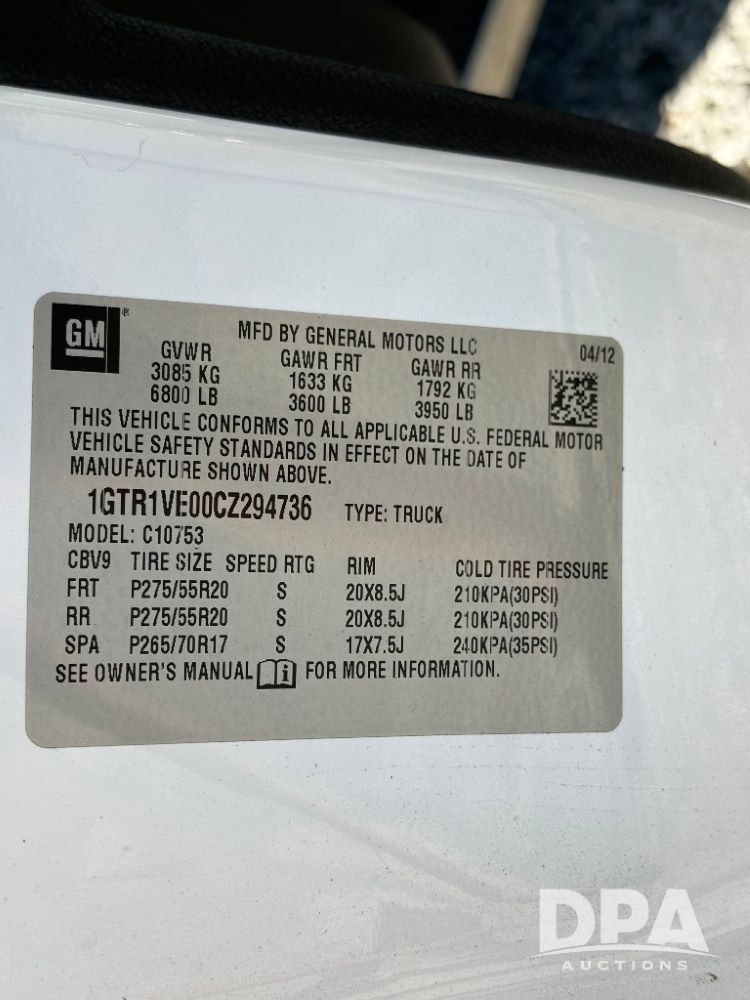 GM®
MFD BY GENERAL MOTORS LLC 04/12
GVWR GAWR FRT GAWR RR
3085 KG 1633 KG 1792 KG
6800 LB 3600 LB 3950 LB
THIS VEHICLE CONFORMS TO ALL APPLICABLE U.S. FEDERAL MOTOR
VEHICLE SAFETY STANDARDS IN EFFECT ON THE DATE OF
MANUFACTURE SHOWN ABOVE.
1GTR1VE00CZ294736 TYPE: TRUCK
MODEL: C10753
CBV9 TIRE SIZE SPEED RTG RIM COLD TIRE PRESSURE
FRT P275/55R20 S 20X8.5J 210KPA(30PSI)
RR P275/55R20 S 20X8.5J 210KPA(30PSI)
SPA P265/70R17 S 17X7.5J 240KPA(35PSI)
SEE OWNER'S MANUAL i FOR MORE INFORMATION.
DPA
AUCTIONS